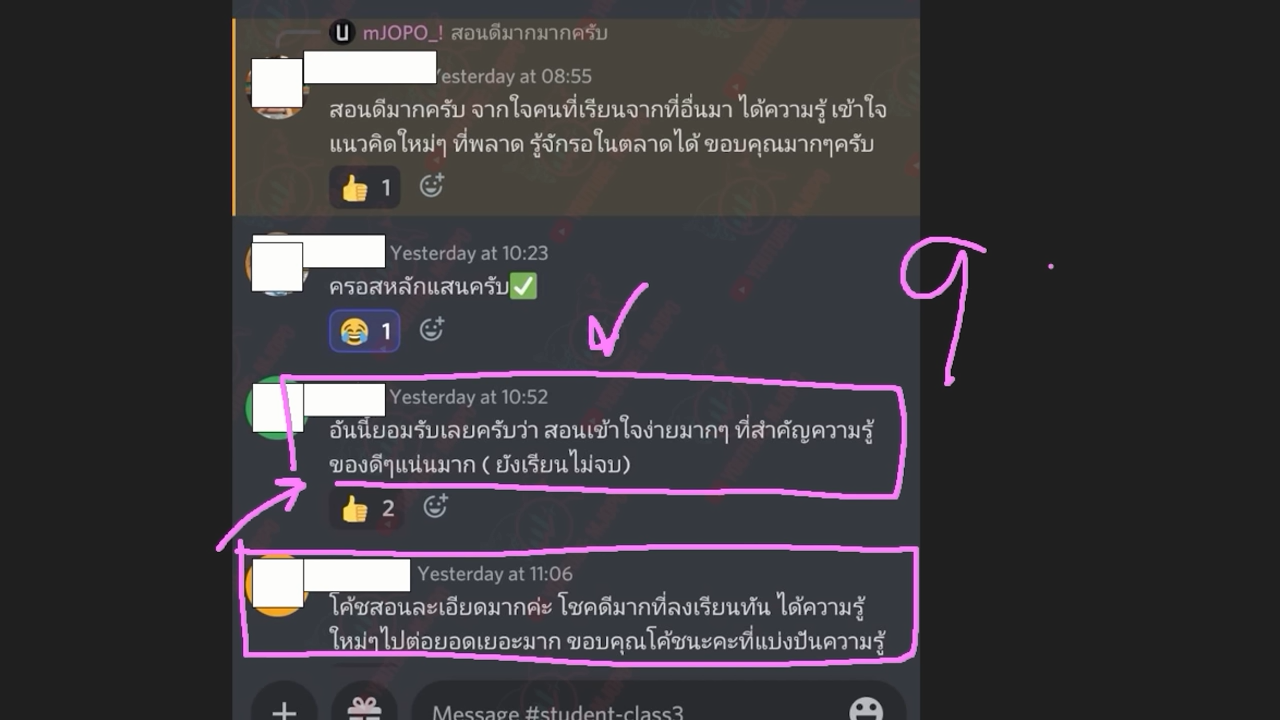 U mJOPO_! สอนดีมากมากครับ
Yesterday at 08:55
สอนดีมากครับ จากใจคนที่เรียนจากที่อื่นมา ได้ความรู้ เข้าใจ
แนวคิดใหม่ๆ ที่พลาด รู้จักรอในตลาดได้ ขอบคุณมากๆครับ
👍 1
Yesterday at 10:23
ครอสหลักแสนครับ✅
😂 1
Yesterday at 10:52
อันนี้ยอมรับเลยครับว่า สอนเข้าใจง่ายมากๆ ที่สำคัญความรู้
ของดีๆแน่นมาก ( ยังเรียนไม่จบ)
👍 2
Yesterday at 11:06
โค้ชสอนละเอียดมากค่ะ โชคดีมากที่ลงเรียนทัน ได้ความรู้
ใหม่ๆไปต่อยอดเยอะมาก ขอบคุณโค้ชนะคะที่แบ่งปันความรู้
Message #student-class3
9